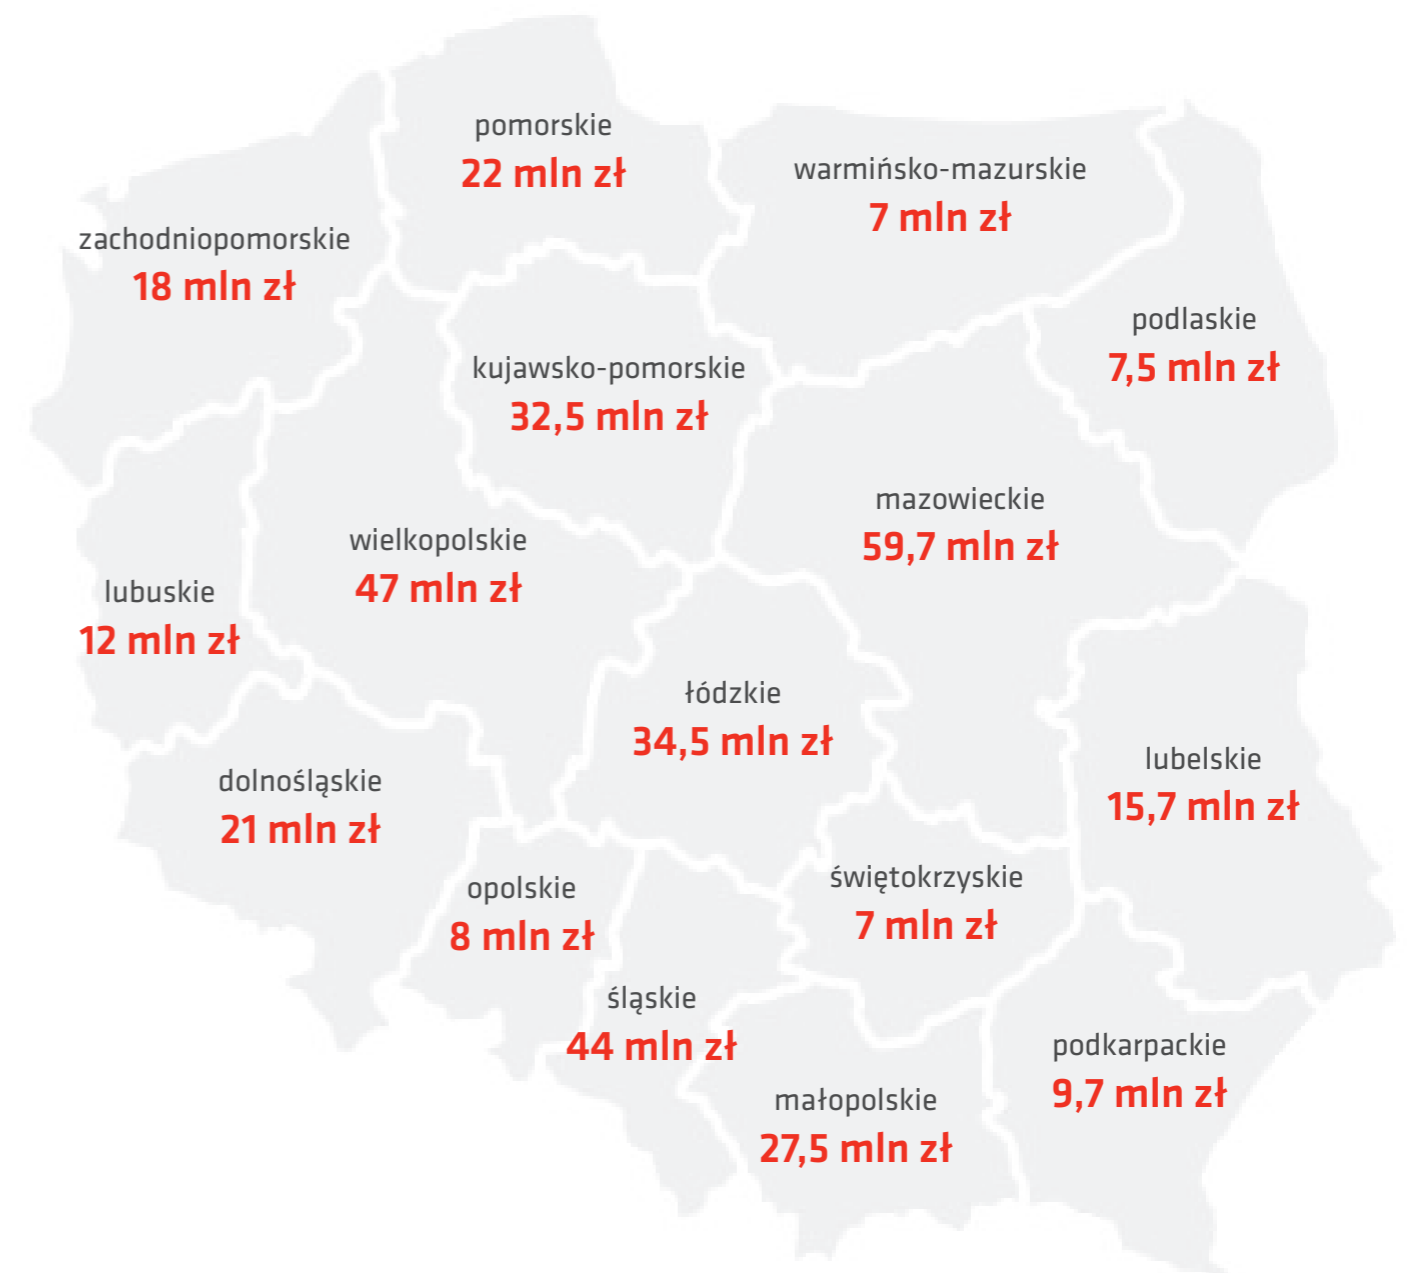 pomorskie
22 mln zł
warmińsko-mazurskie
7 mln zł
zachodniopomorskie
18 mln zł
podlaskie
7,5 mln zł
kujawsko-pomorskie
32,5 mln zł
mazowieckie
59,7 mln zł
wielkopolskie
47 mln zł
lubuskie
12 mln zł
łódzkie
34,5 mln zł
lubelskie
15,7 mln zł
dolnośląskie
21 mln zł
świętokrzyskie
7 mln zł
opolskie
8 mln zł
śląskie
44 mln zł
podkarpackie
9,7 mln zł
małopolskie
27,5 mln zł